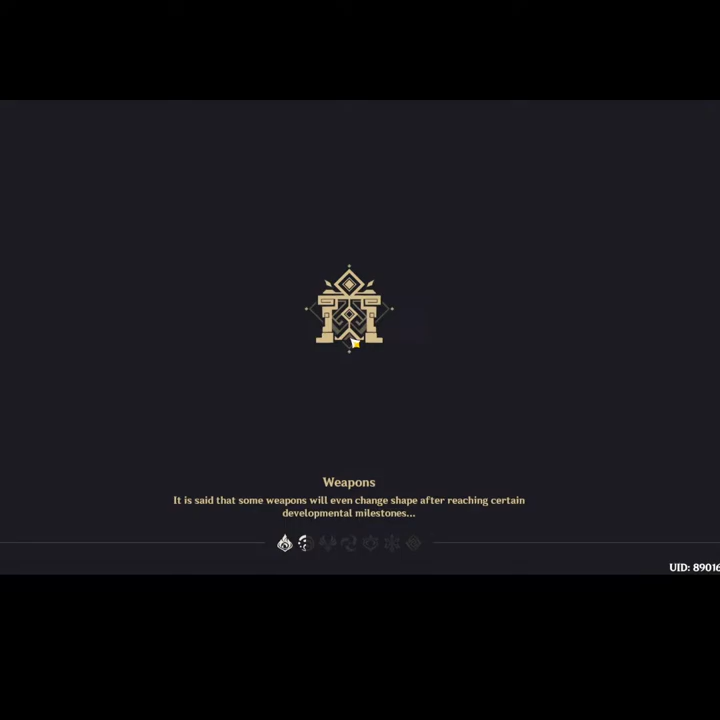 Weapons
It is said that some weapons will even change shape after reaching certain
developmental milestones...
UID: 89016